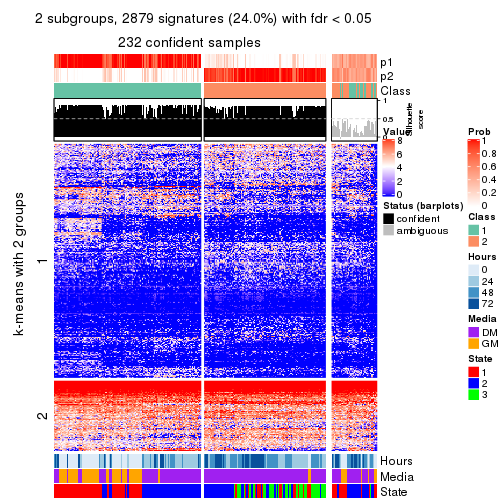 2 subgroups, 2879 signatures (24.0%) with fdr < 0.05
232 confident samples
p1
p2
Class
1
0.5
0
Silhouette
score
k-means with 2 groups
1
2
Hours
Media
State
Value
8
6
4
2
0
Status (barplots)
confident
ambiguous
Prob
1
0.8
0.6
0.4
0.2
0
Class
1
2
Hours
0
24
48
72
Media
DM
GM
State
1
2
3